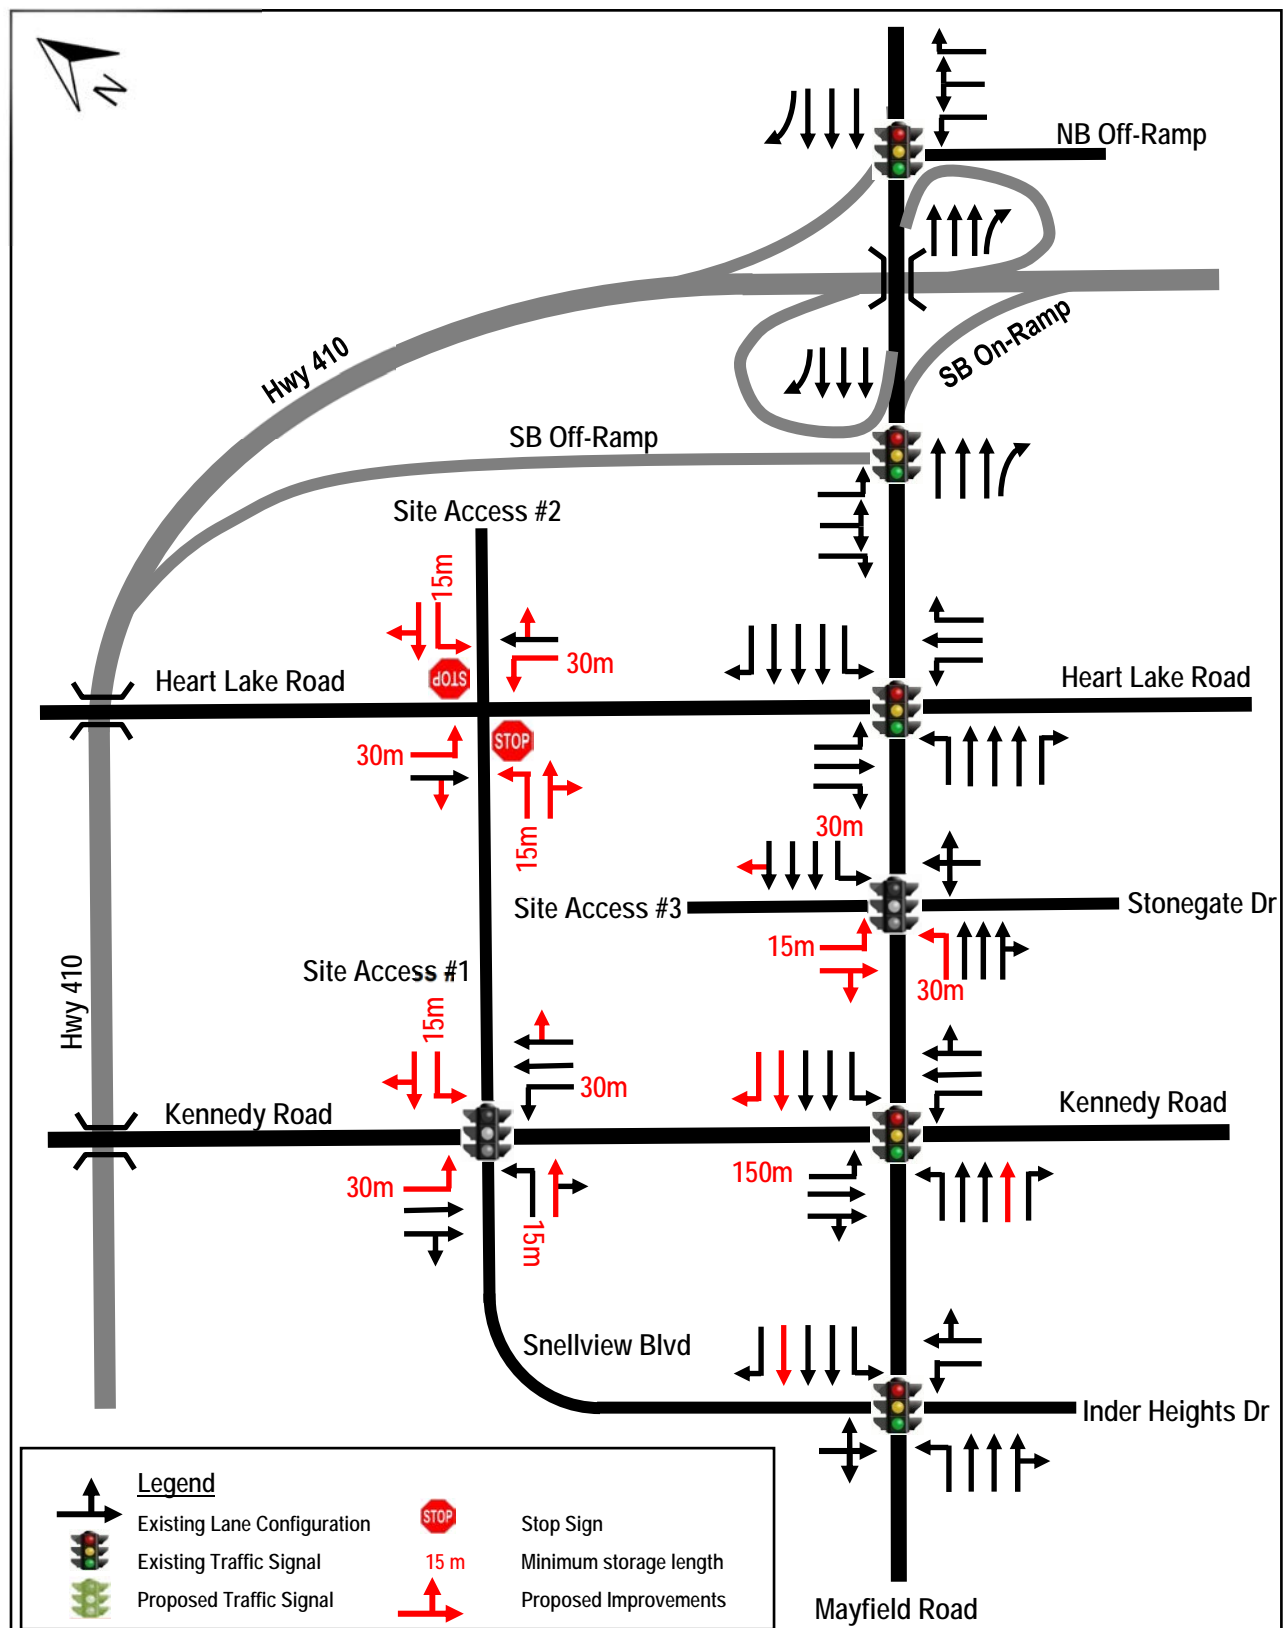 N
NB Off-Ramp
Hwy 410
SB On-Ramp
SB Off-Ramp
Site Access #2
15m
30m
STOP
Heart Lake Road
Heart Lake Road
30m
STOP
15m
30m
Site Access #3
Stonegate Dr
15m
30m
Site Access #1
Hwy 410
15m
30m
Kennedy Road
Kennedy Road
30m
150m
15m
Snellview Blvd
Inder Heights Dr
Legend
Existing Lane Configuration
STOP
Stop Sign
Existing Traffic Signal
15 m
Minimum storage length
Proposed Traffic Signal
Proposed Improvements
Mayfield Road